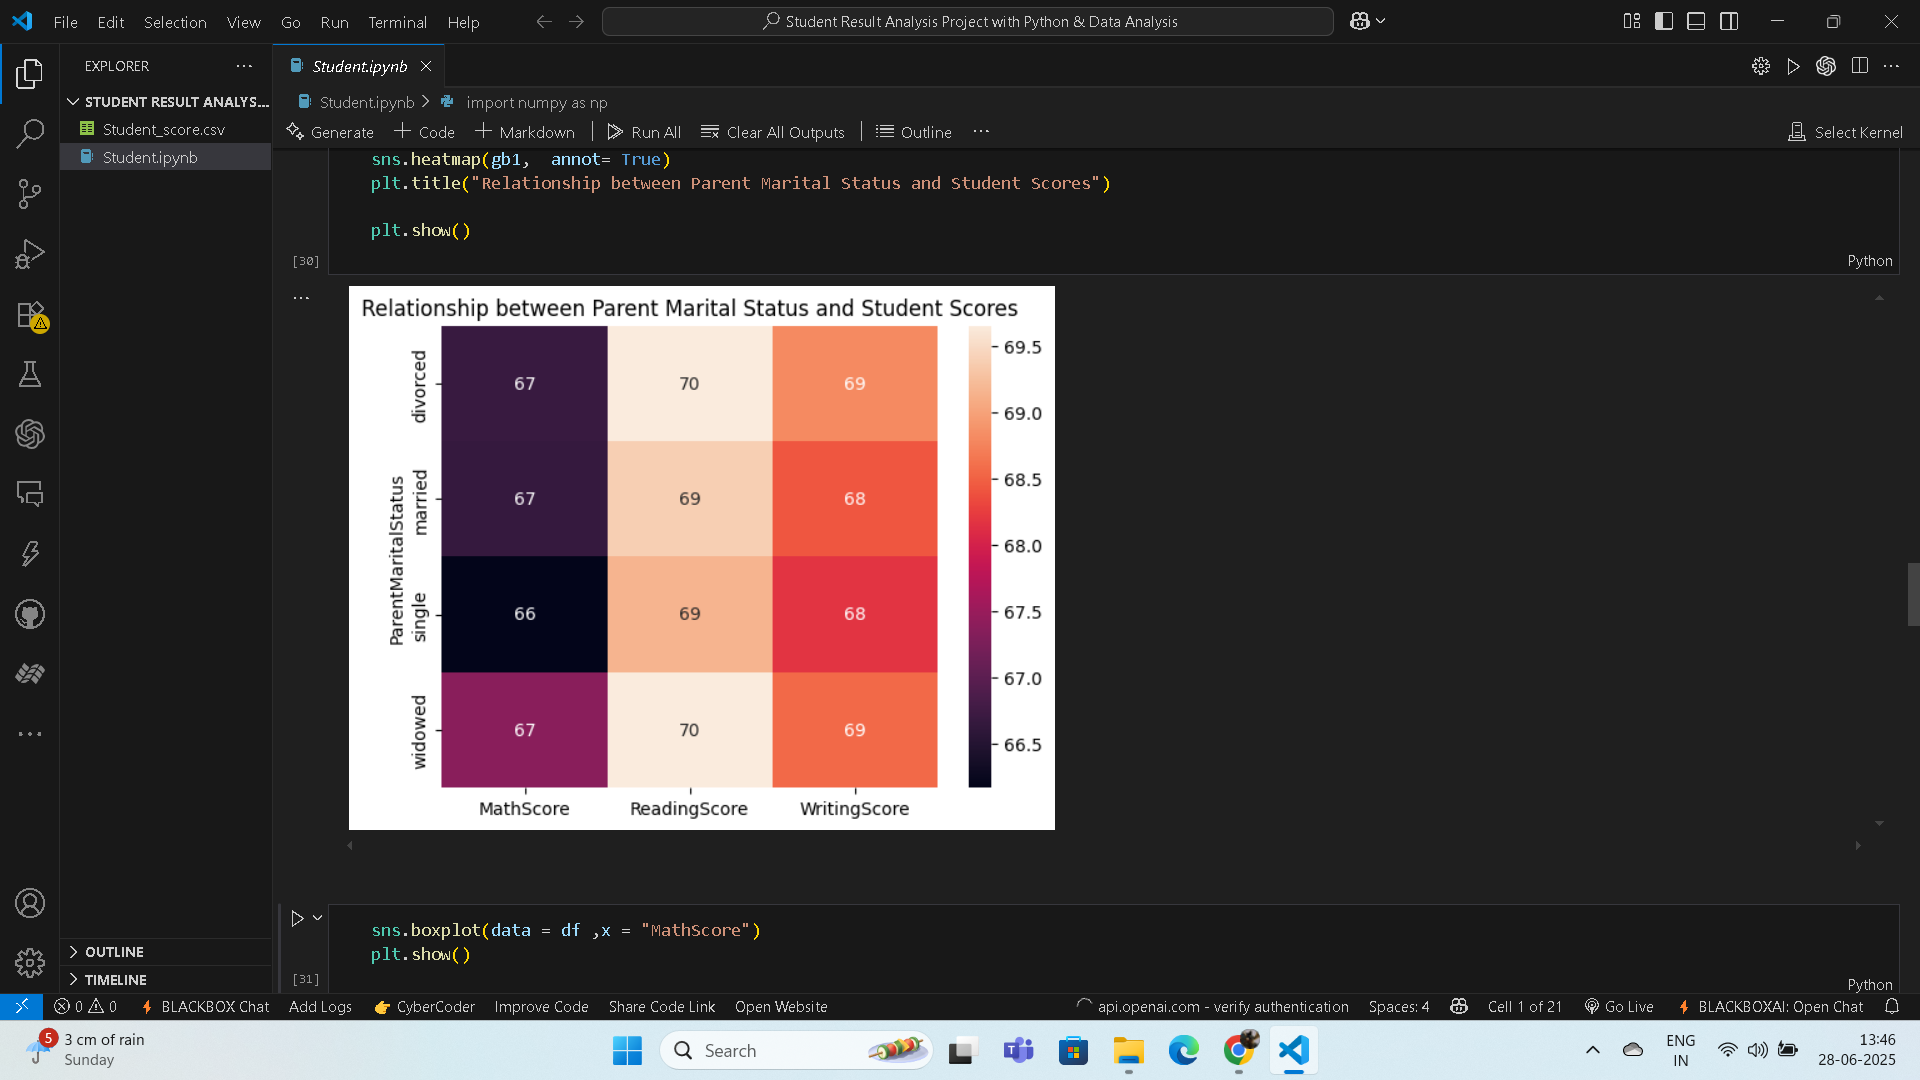 File Edit Selection View Go Run Terminal Help
Student Result Analysis Project with Python & Data Analysis
EXPLORER
STUDENT RESULT ANALYS...
Student_score.csv
Student.ipynb
OUTLINE
TIMELINE
Student.ipynb
Student.ipynb > import numpy as np
Generate + Code + Markdown Run All Clear All Outputs Outline ...
Select Kernel
sns.heatmap(gb1,  annot= True)
plt.title("Relationship between Parent Marital Status and Student Scores")
plt.show()
[30]
Python
Relationship between Parent Marital Status and Student Scores
ParentMaritalStatus
divorced 67 70 69
married 67 69 68
single 66 69 68
widowed 67 70 69
MathScore ReadingScore WritingScore
69.5
69.0
68.5
68.0
67.5
67.0
66.5
sns.boxplot(data = df ,x = "MathScore")
plt.show()
[31]
Python
0 0 BLACKBOX Chat Add Logs CyberCoder Improve Code Share Code Link Open Website
api.openai.com - verify authentication Spaces: 4 Cell 1 of 21 Go Live BLACKBOXAI: Open Chat
5
3 cm of rain
Sunday
Search
ENG
IN
13:46
28-06-2025